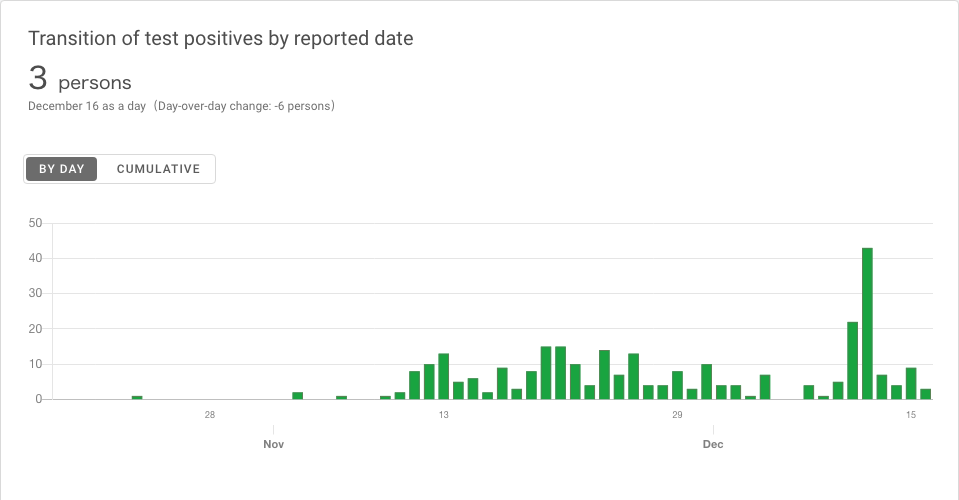 Transition of test positives by reported date
3 persons
December 16 as a day (Day-over-day change: -6 persons)
BY DAY CUMULATIVE
50
40
30
20
10
0
28 13 29 15
Nov Dec